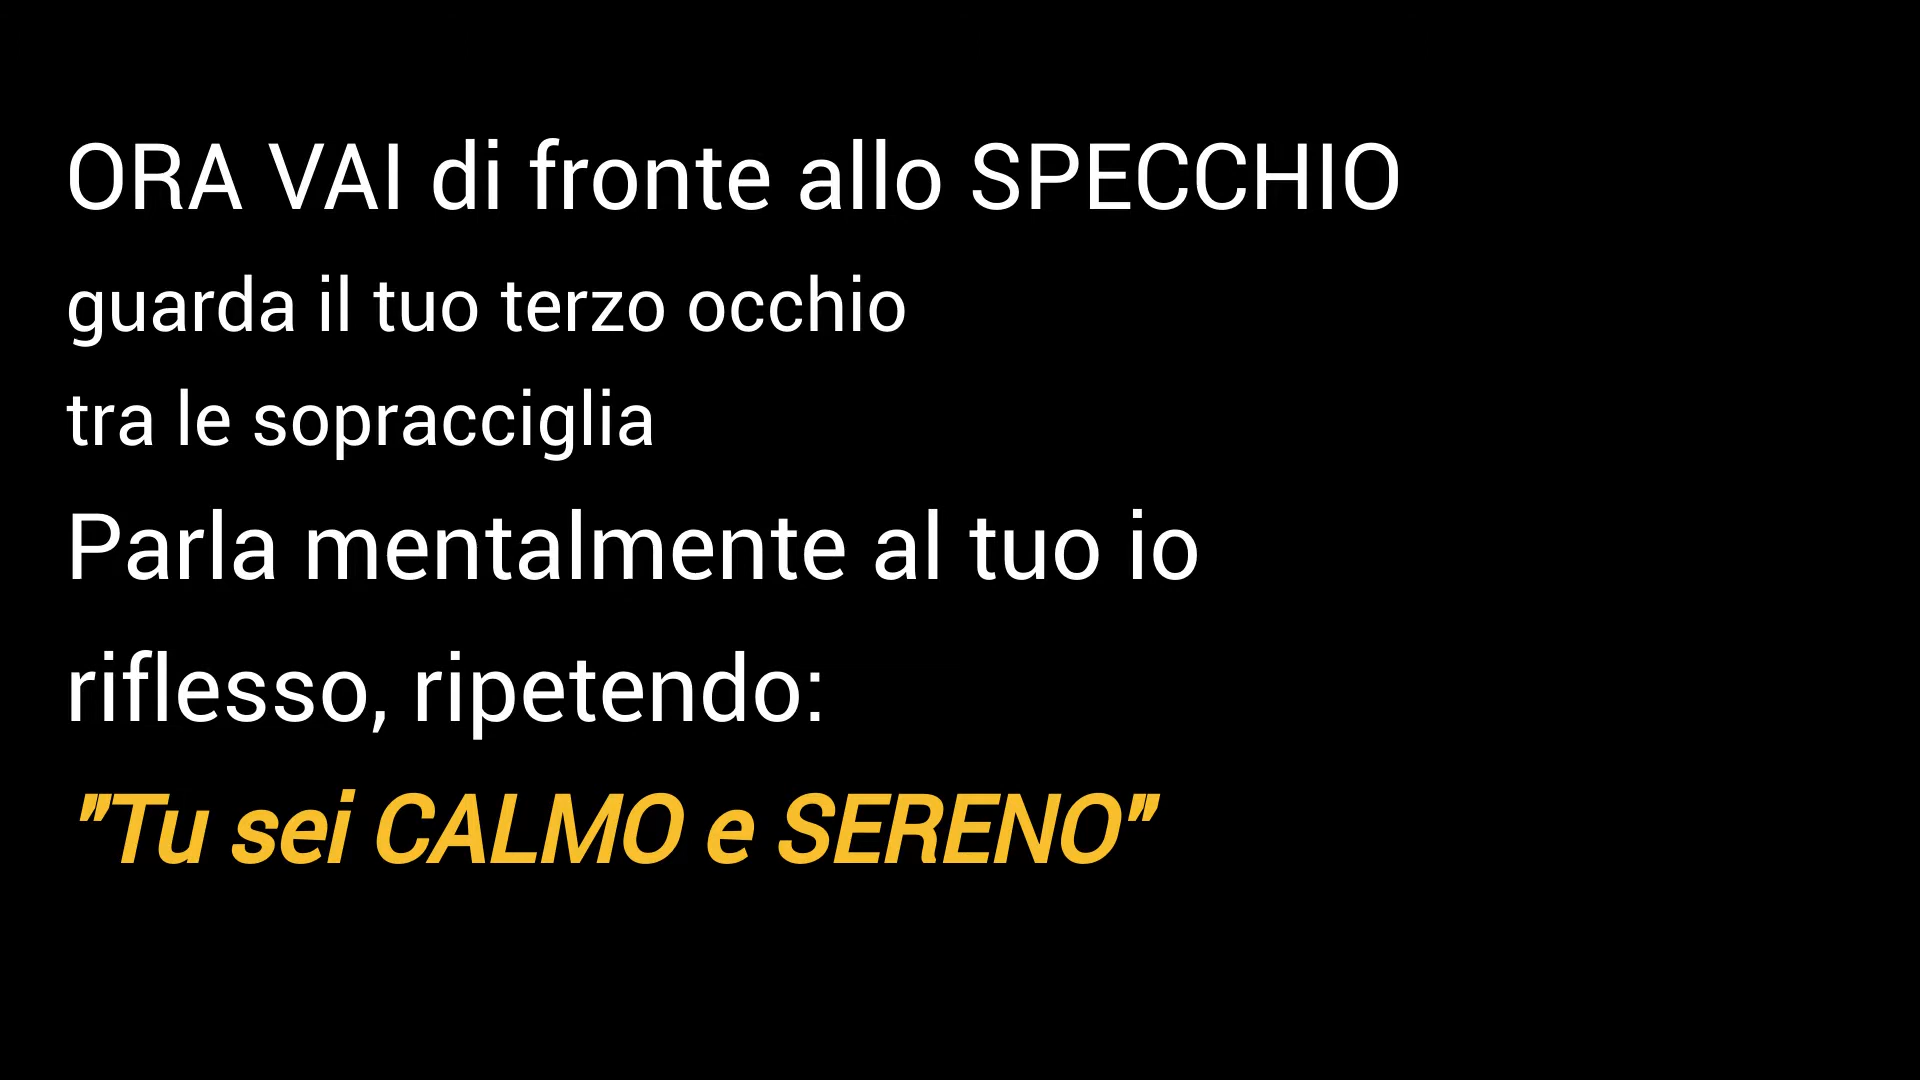 ORA VAI di fronte allo SPECCHIO
guarda il tuo terzo occhio
tra le sopracciglia
Parla mentalmente al tuo io
riflesso, ripetendo:
"Tu sei CALMO e SERENO"